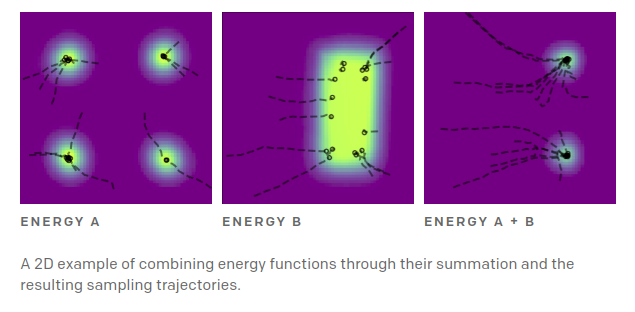 ENERGY A
ENERGY B
ENERGY A + B
A 2D example of combining energy functions through their summation and the
resulting sampling trajectories.